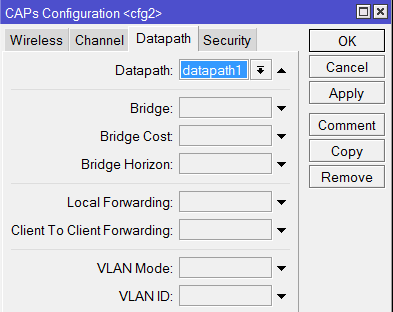 CAPs Configuration <cfg2>
Wireless Channel Datapath Security
OK
Datapath: datapath1
Cancel
Apply
Bridge:
Comment
Bridge Cost:
Copy
Bridge Horizon:
Remove
Local Forwarding:
Client To Client Forwarding:
VLAN Mode:
VLAN ID: